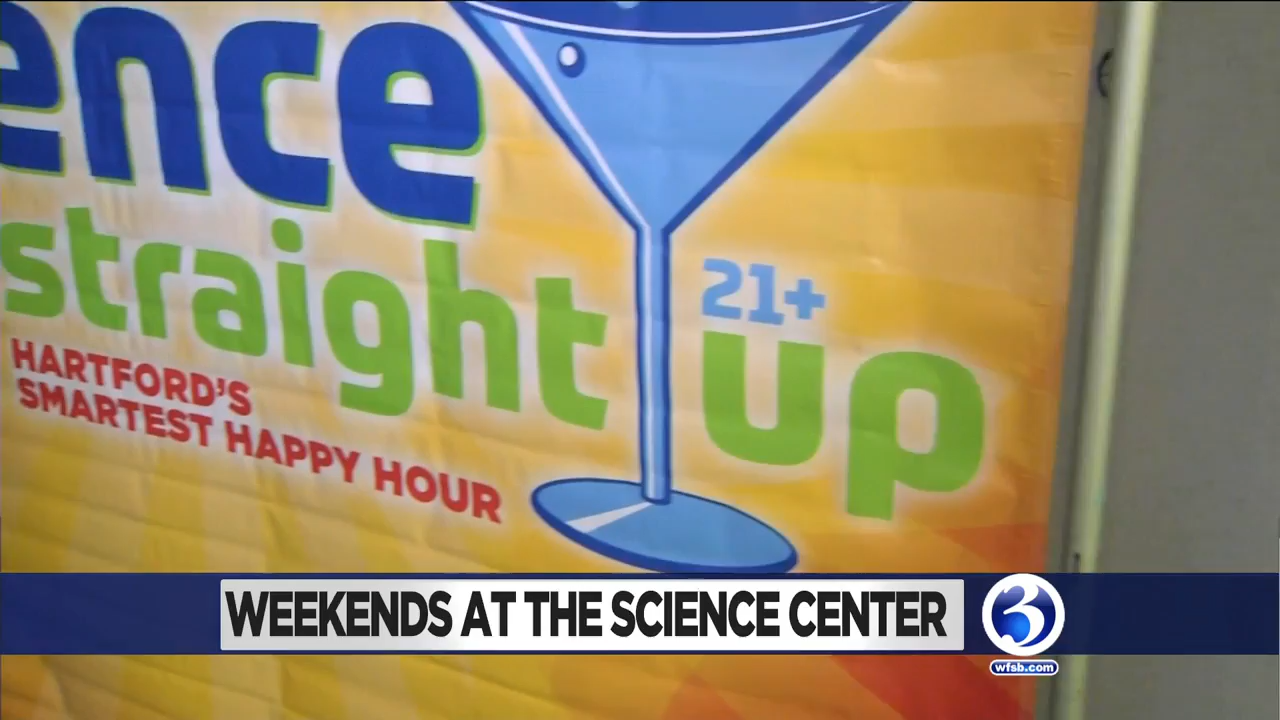 ence
straight
21+
up
HARTFORD'S
SMARTEST HAPPY HOUR
WEEKENDS AT THE SCIENCE CENTER
3
wfsb.com